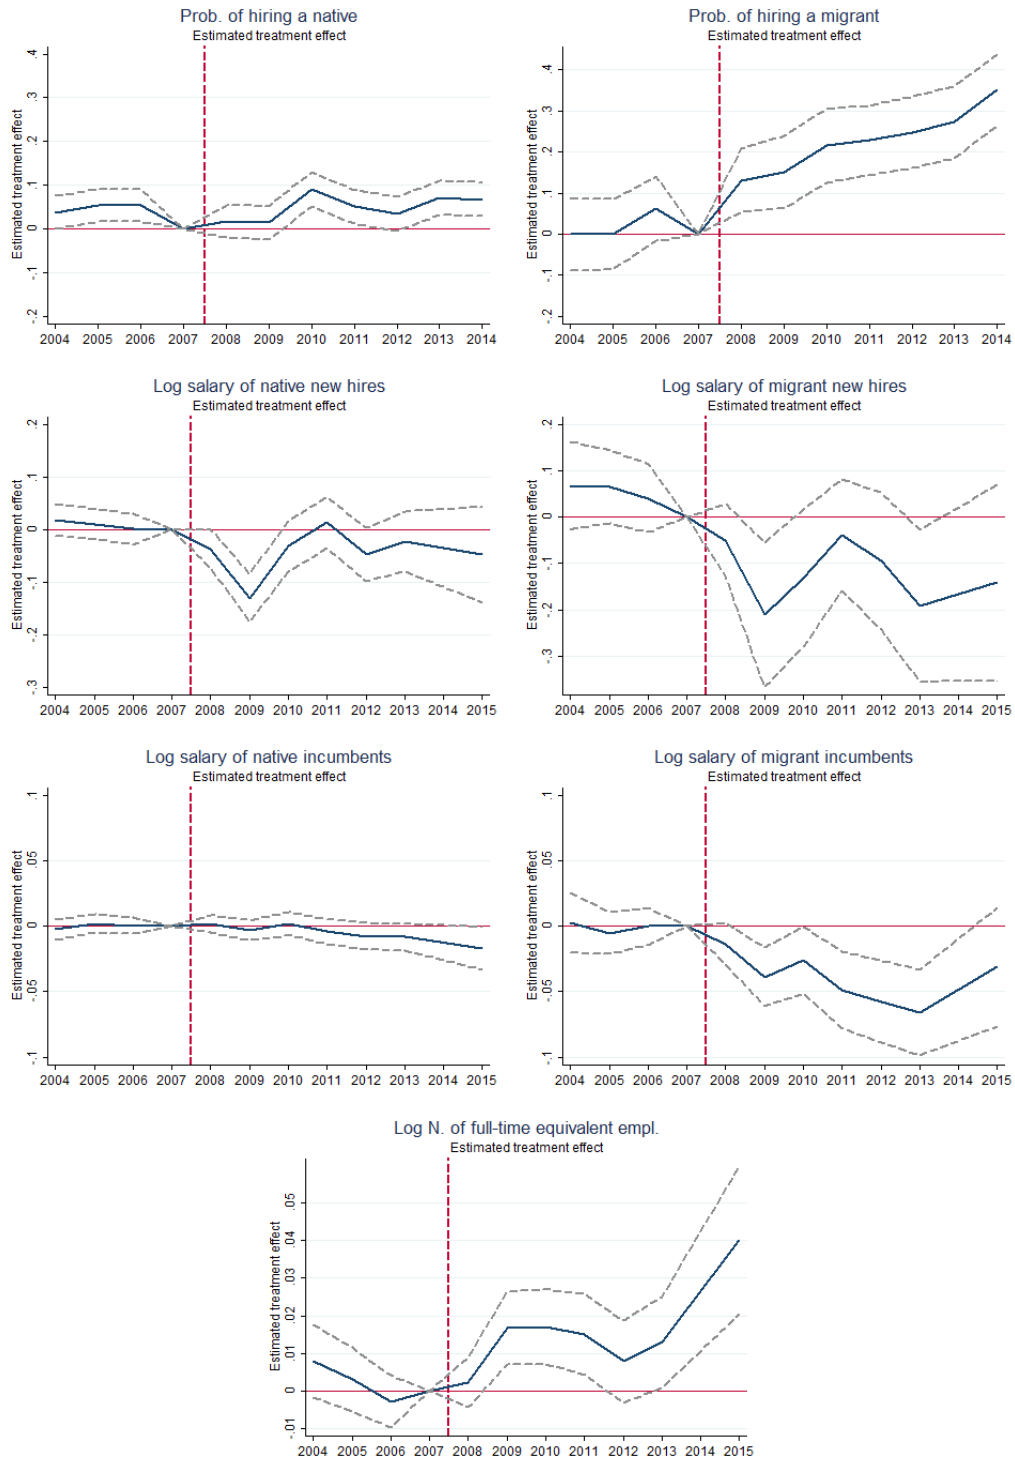 Prob. of hiring a native
Estimated treatment effect
Estimated treatment effect
.4
.3
.2
.1
0
-.1
-.2
2004 2005 2006 2007 2008 2009 2010 2011 2012 2013 2014
Prob. of hiring a migrant
Estimated treatment effect
Estimated treatment effect
.4
.3
.2
.1
0
-.1
-.2
2004 2005 2006 2007 2008 2009 2010 2011 2012 2013 2014
Log salary of native new hires
Estimated treatment effect
Estimated treatment effect
.2
.1
0
-.1
-.2
-.3
2004 2005 2006 2007 2008 2009 2010 2011 2012 2013 2014 2015
Log salary of migrant new hires
Estimated treatment effect
Estimated treatment effect
.2
.1
0
-.1
-.2
-.3
2004 2005 2006 2007 2008 2009 2010 2011 2012 2013 2014 2015
Log salary of native incumbents
Estimated treatment effect
Estimated treatment effect
.1
.05
0
-.05
-.1
2004 2005 2006 2007 2008 2009 2010 2011 2012 2013 2014 2015
Log salary of migrant incumbents
Estimated treatment effect
Estimated treatment effect
.1
.05
0
-.05
-.1
2004 2005 2006 2007 2008 2009 2010 2011 2012 2013 2014 2015
Log N. of full-time equivalent empl.
Estimated treatment effect
Estimated treatment effect
.05
.04
.03
.02
.01
0
-.01
2004 2005 2006 2007 2008 2009 2010 2011 2012 2013 2014 2015